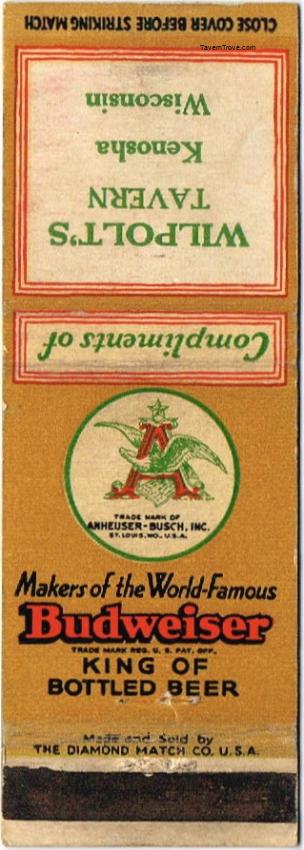 CLOSE COVER BEFORE STRIKING MATCH
TavernTrove.com
Compliments of
WILPOLT'S
TAVERN
Kenosha
Wisconsin
A
TRADE MARK OF
ANHEUSER-BUSCH, INC.
ST. LOUIS, MO., U.S.A.
Makers of the World-Famous
Budweiser
TRADE MARK REG. U. S. PAT. OFF.
KING OF
BOTTLED BEER
Made and Sold by
THE DIAMOND MATCH CO. U.S.A.